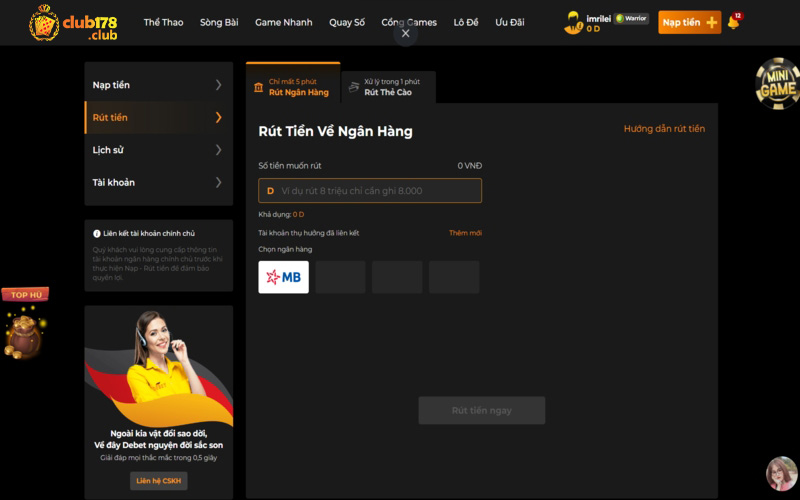 club178
.club
Thể Thao
Sòng Bài
Game Nhanh
Quay Số
Cổng Games
Lô Đề
Ưu Đãi
imrilei
Warrior
0 D
Nạp tiền
12
MINI
GAME
Nạp tiền
Rút tiền
Lịch sử
Tài khoản
Liên kết tài khoản chính chủ
Quý khách vui lòng cung cấp thông tin
tài khoản ngân hàng chính chủ trước khi
thực hiện Nạp - Rút tiền để đảm bảo
quyền lợi.
TOP HŨ
Ngoài kia vật đổi sao dời,
Về đây Debet nguyện đời sắc son
Giải đáp mọi thắc mắc trong 0,5 giây
Liên hệ CSKH
Chỉ mất 5 phút
Rút Ngân Hàng
Xử lý trong 1 phút
Rút Thẻ Cào
Rút Tiền Về Ngân Hàng
Hướng dẫn rút tiền
Số tiền muốn rút
0 VNĐ
D
Ví dụ rút 8 triệu chỉ cần ghi 8.000
Khả dụng: 0 D
Tài khoản thụ hưởng đã liên kết
Thêm mới
Chọn ngân hàng
MB
Rút tiền ngay